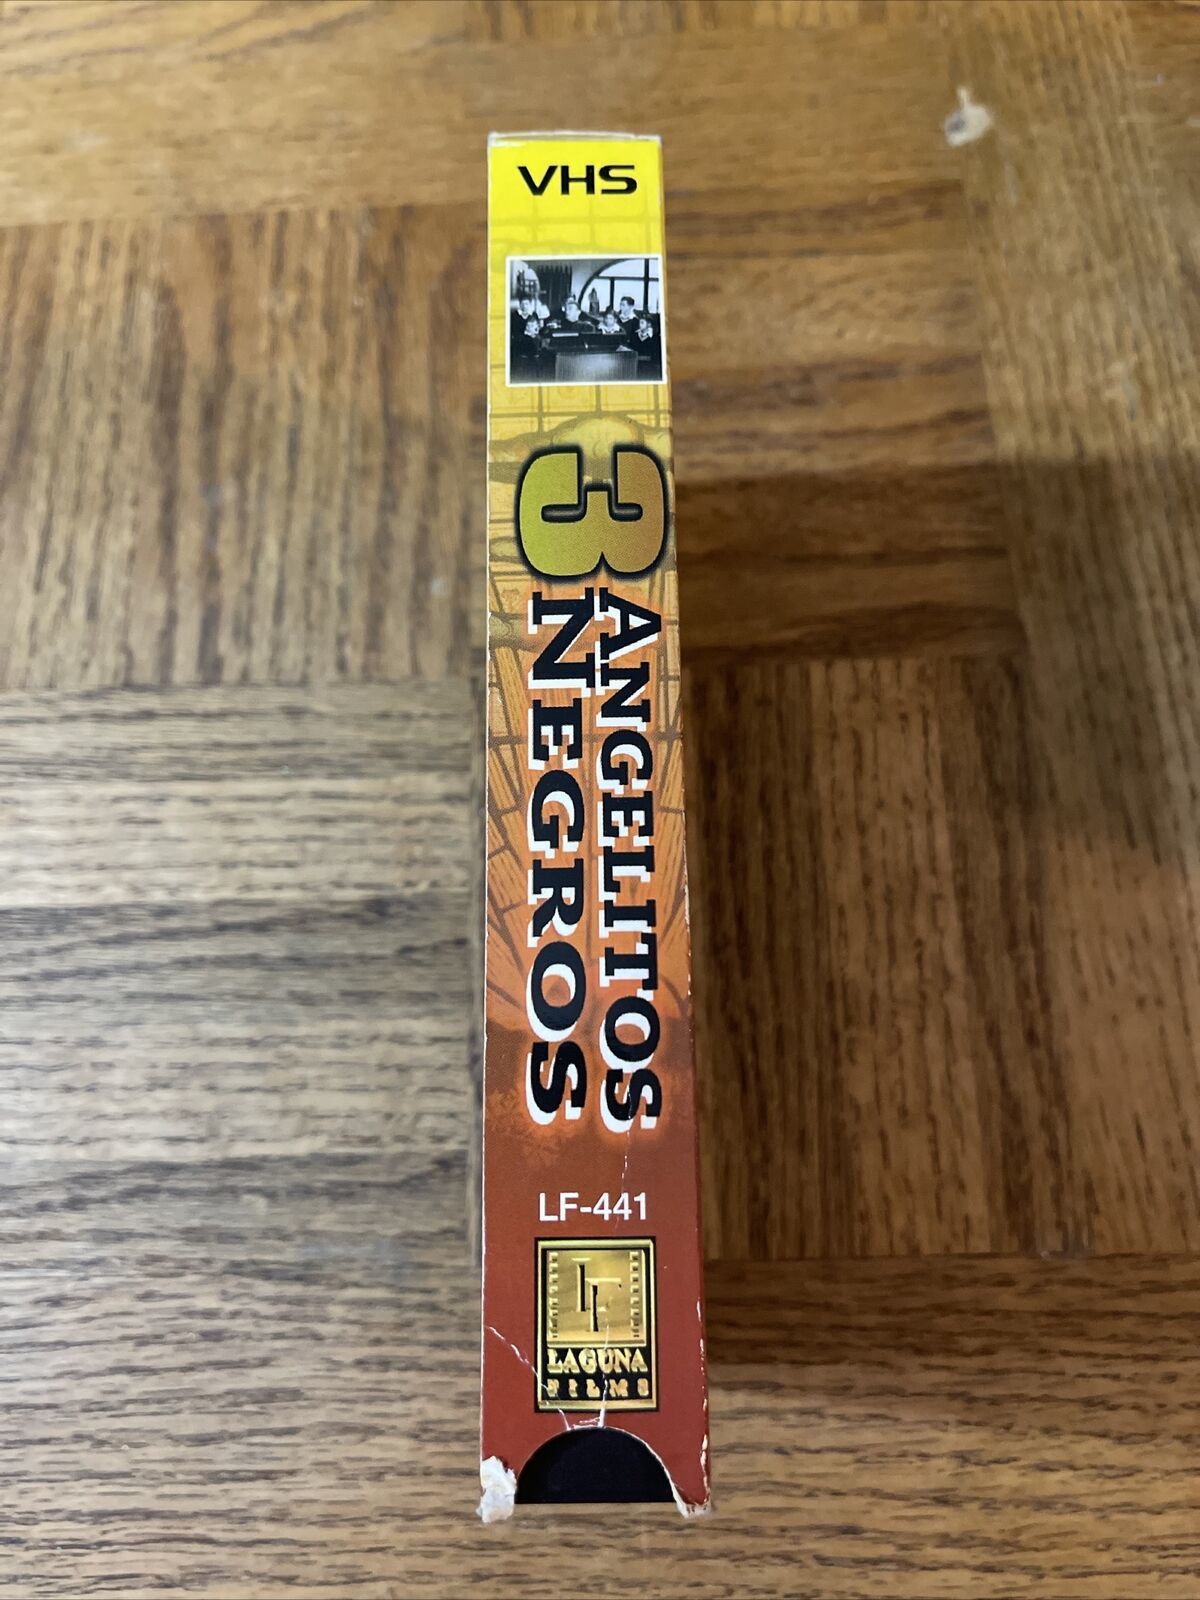 VHS
3
ANGELITOS
NEGROS
LF-441
LF
LAGUNA
FILMS